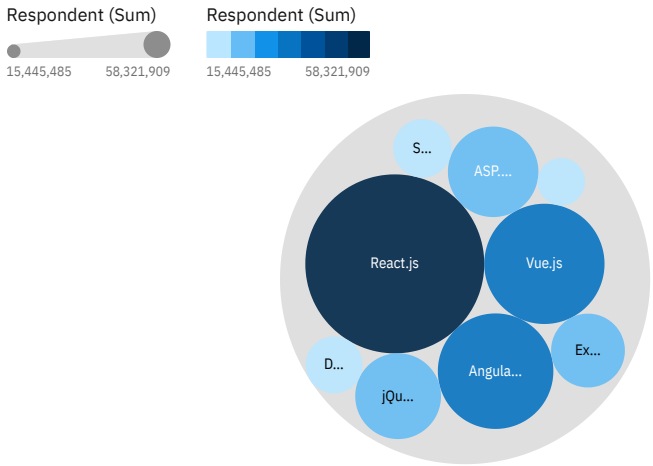 Respondent (Sum)
15,445,485 58,321,909
Respondent (Sum)
15,445,485 58,321,909
S...
ASP....
React.js
Vue.js
D...
jQu...
Angula...
Ex...